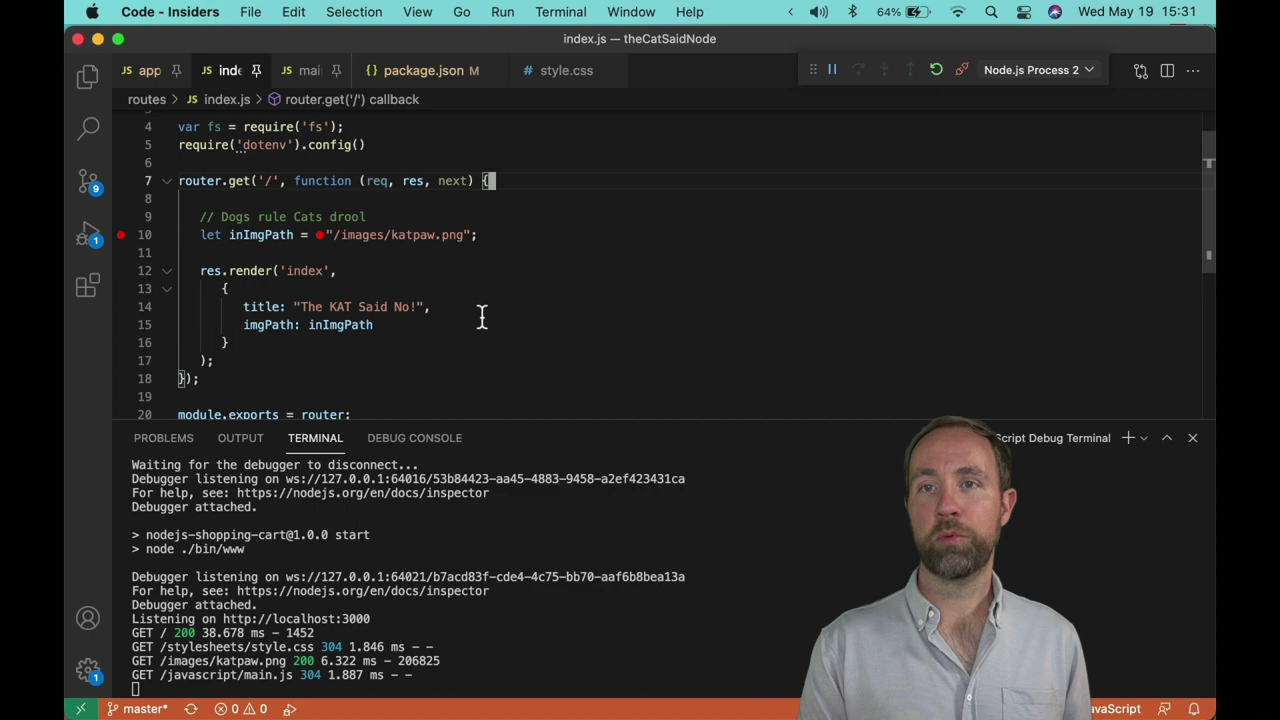 Code - Insiders File Edit Selection View Go Run Terminal Window Help 64% Wed May 19 15:31
index.js — theCatSaidNode
JS app JS inde JS mai {} package.json M # style.css Node.js Process 2
routes > JS index.js > router.get('/') callback
4 var fs = require('fs');
5 require('dotenv').config()
6
7 router.get('/', function (req, res, next) {
8
9 // Dogs rule Cats drool
10 let inImgPath = "/images/katpaw.png";
11
12 res.render('index',
13 {
14 title: "The KAT Said No!",
15 imgPath: inImgPath
16 }
17 );
18 });
19
20 module.exports = router;
9
1
PROBLEMS OUTPUT TERMINAL DEBUG CONSOLE Script Debug Terminal
Waiting for the debugger to disconnect...
Debugger listening on ws://127.0.0.1:64016/53b84423-aa45-4883-9458-a2ef423431ca
For help, see: https://nodejs.org/en/docs/inspector
Debugger attached.
> nodejs-shopping-cart@1.0.0 start
> node ./bin/www
Debugger listening on ws://127.0.0.1:64021/b7acd83f-cde4-4c75-bb70-aaf6b8bea13a
For help, see: https://nodejs.org/en/docs/inspector
Debugger attached.
Listening on http://localhost:3000
GET / 200 38.678 ms - 1452
GET /stylesheets/style.css 304 1.846 ms - -
GET /images/katpaw.png 200 6.322 ms - 206825
GET /javascript/main.js 304 1.887 ms - -
1
master* 0 0 JavaScript